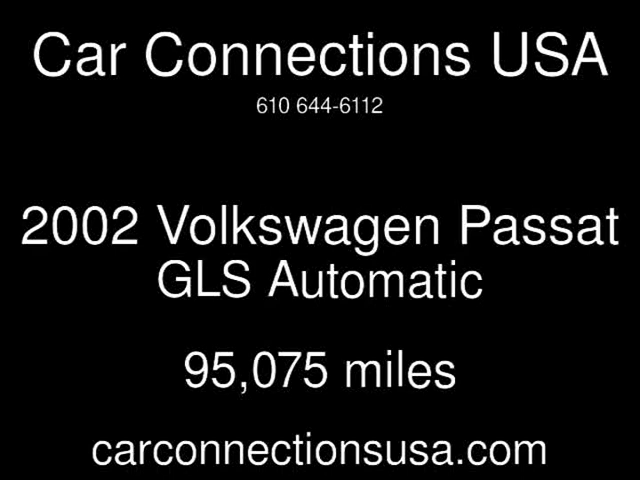 Car Connections USA
610 644-6112
2002 Volkswagen Passat
GLS Automatic
95,075 miles
carconnectionsusa.com